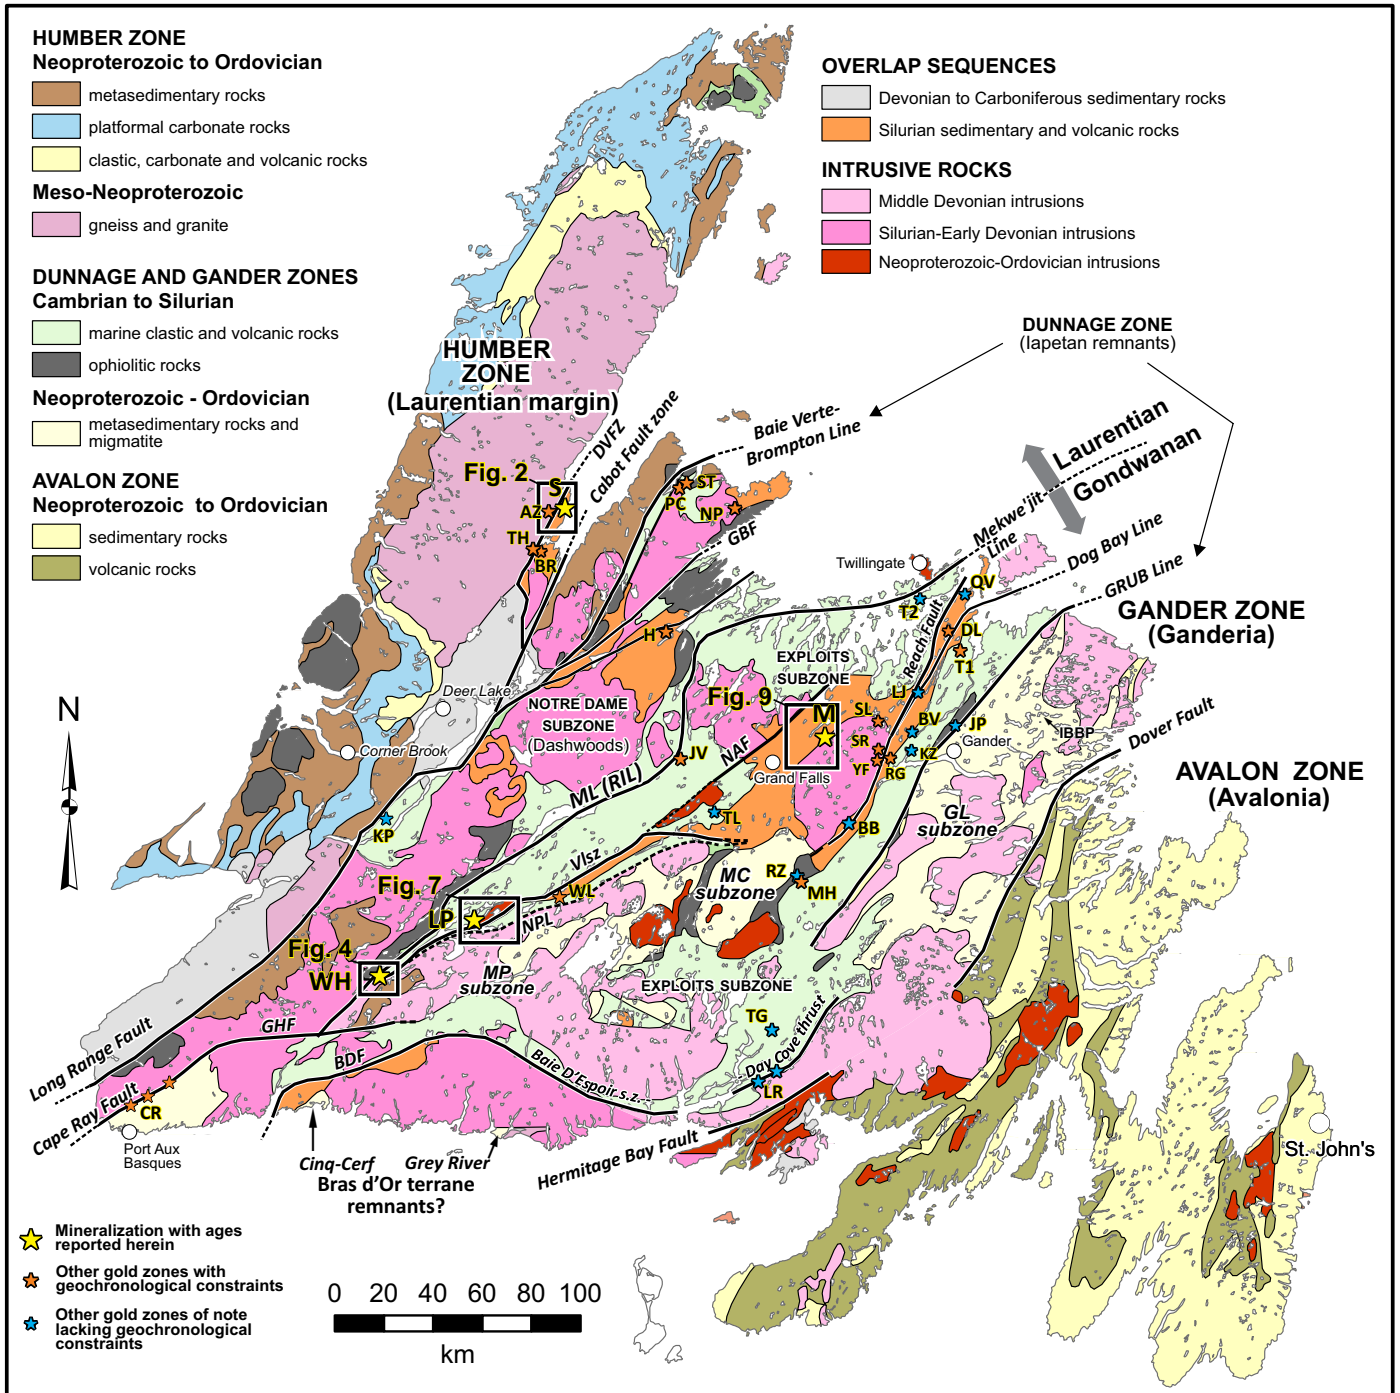 HUMBER ZONE
Neoproterozoic to Ordovician
metasedimentary rocks
platformal carbonate rocks
clastic, carbonate and volcanic rocks
Meso-Neoproterozoic
gneiss and granite
DUNNAGE AND GANDER ZONES
Cambrian to Silurian
marine clastic and volcanic rocks
ophiolitic rocks
Neoproterozoic - Ordovician
metasedimentary rocks and
migmatite
AVALON ZONE
Neoproterozoic to Ordovician
sedimentary rocks
volcanic rocks
OVERLAP SEQUENCES
Devonian to Carboniferous sedimentary rocks
Silurian sedimentary and volcanic rocks
INTRUSIVE ROCKS
Middle Devonian intrusions
Silurian-Early Devonian intrusions
Neoproterozoic-Ordovician intrusions
DUNNAGE ZONE
(Iapetan remnants)
HUMBER
ZONE
(Laurentian margin)
DVFZ
Cabot Fault zone
Baie Verte-
Brompton Line
Laurentian
Gondwanan
Mekwe'jit
Line
Dog Bay Line
GRUB Line
Fig. 2
S
AZ
TH
BR
ST
PC
NP
GBF
Twillingate
T2
QV
DL
T1
Reach Fault
GANDER ZONE
(Ganderia)
H
EXPLOITS
SUBZONE
LJ
Deer Lake
NOTRE DAME
SUBZONE
(Dashwoods)
Fig. 9
M
SL
BV
JP
Gander
IBBP
Dover Fault
Corner Brook
JV
NAF
SR
YF
RG
KZ
Grand Falls
AVALON ZONE
(Avalonia)
ML (RIL)
KP
TL
BB
GL
subzone
Vlsz
Fig. 7
WL
RZ
MH
MC
subzone
LP
NPL
Fig. 4
WH
MP
subzone
EXPLOITS SUBZONE
GHF
TG
BDF
Day Cove thrust
Baie D'Espoir s.z.
LR
Long Range Fault
Cape Ray Fault
CR
Port Aux
Basques
Hermitage Bay Fault
St. John's
Cinq-Cerf
Grey River
Bras d'Or terrane
remnants?
N
Mineralization with ages
reported herein
Other gold zones with
geochronological constraints
Other gold zones of note
lacking geochronological
constraints
0 20 40 60 80 100
km